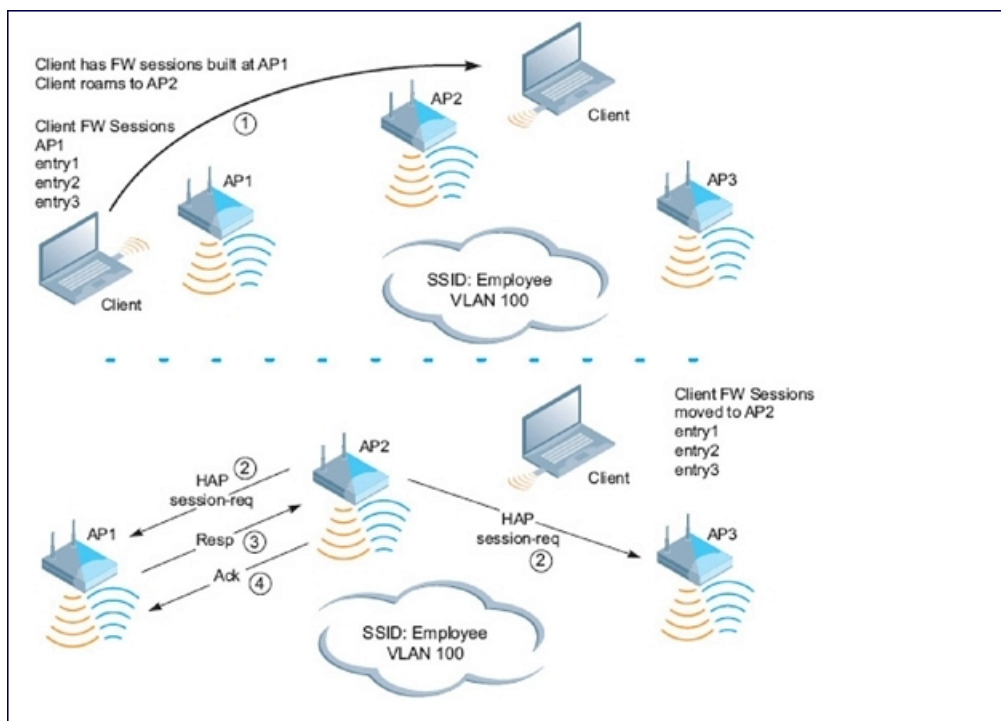 Client has FW sessions built at AP1
Client roams to AP2
Client FW Sessions
AP1
entry1
entry2
entry3
1
AP1
AP2
Client
AP3
Client
SSID: Employee
VLAN 100
Client FW Sessions
moved to AP2
entry1
entry2
entry3
AP2
Client
HAP 2
session-req
AP1
Resp 3
Ack 4
HAP
session-req
2
AP3
SSID: Employee
VLAN 100